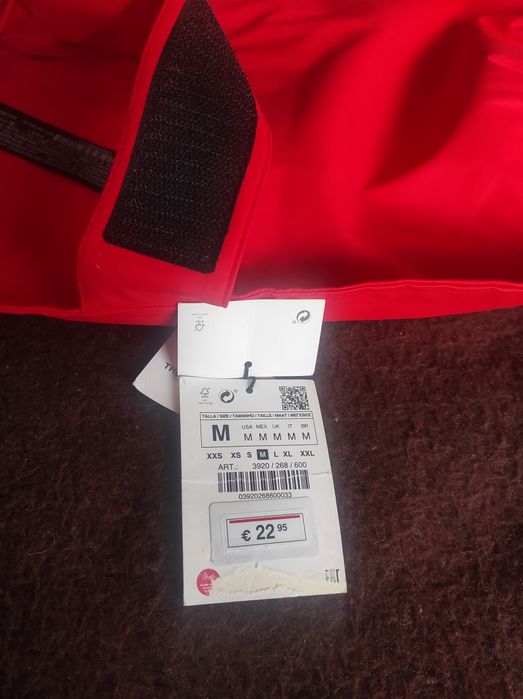 TH
TALLA / SIZE / TAMANHO / TAILLE / MAAT / ΜΕΓΕΘΟΣ
M
USA MEX UK IT BR
M M M M M
XXS XS S M L XL XXL
ART.: 3920 / 268 / 600
03920268600033
€ 22 95